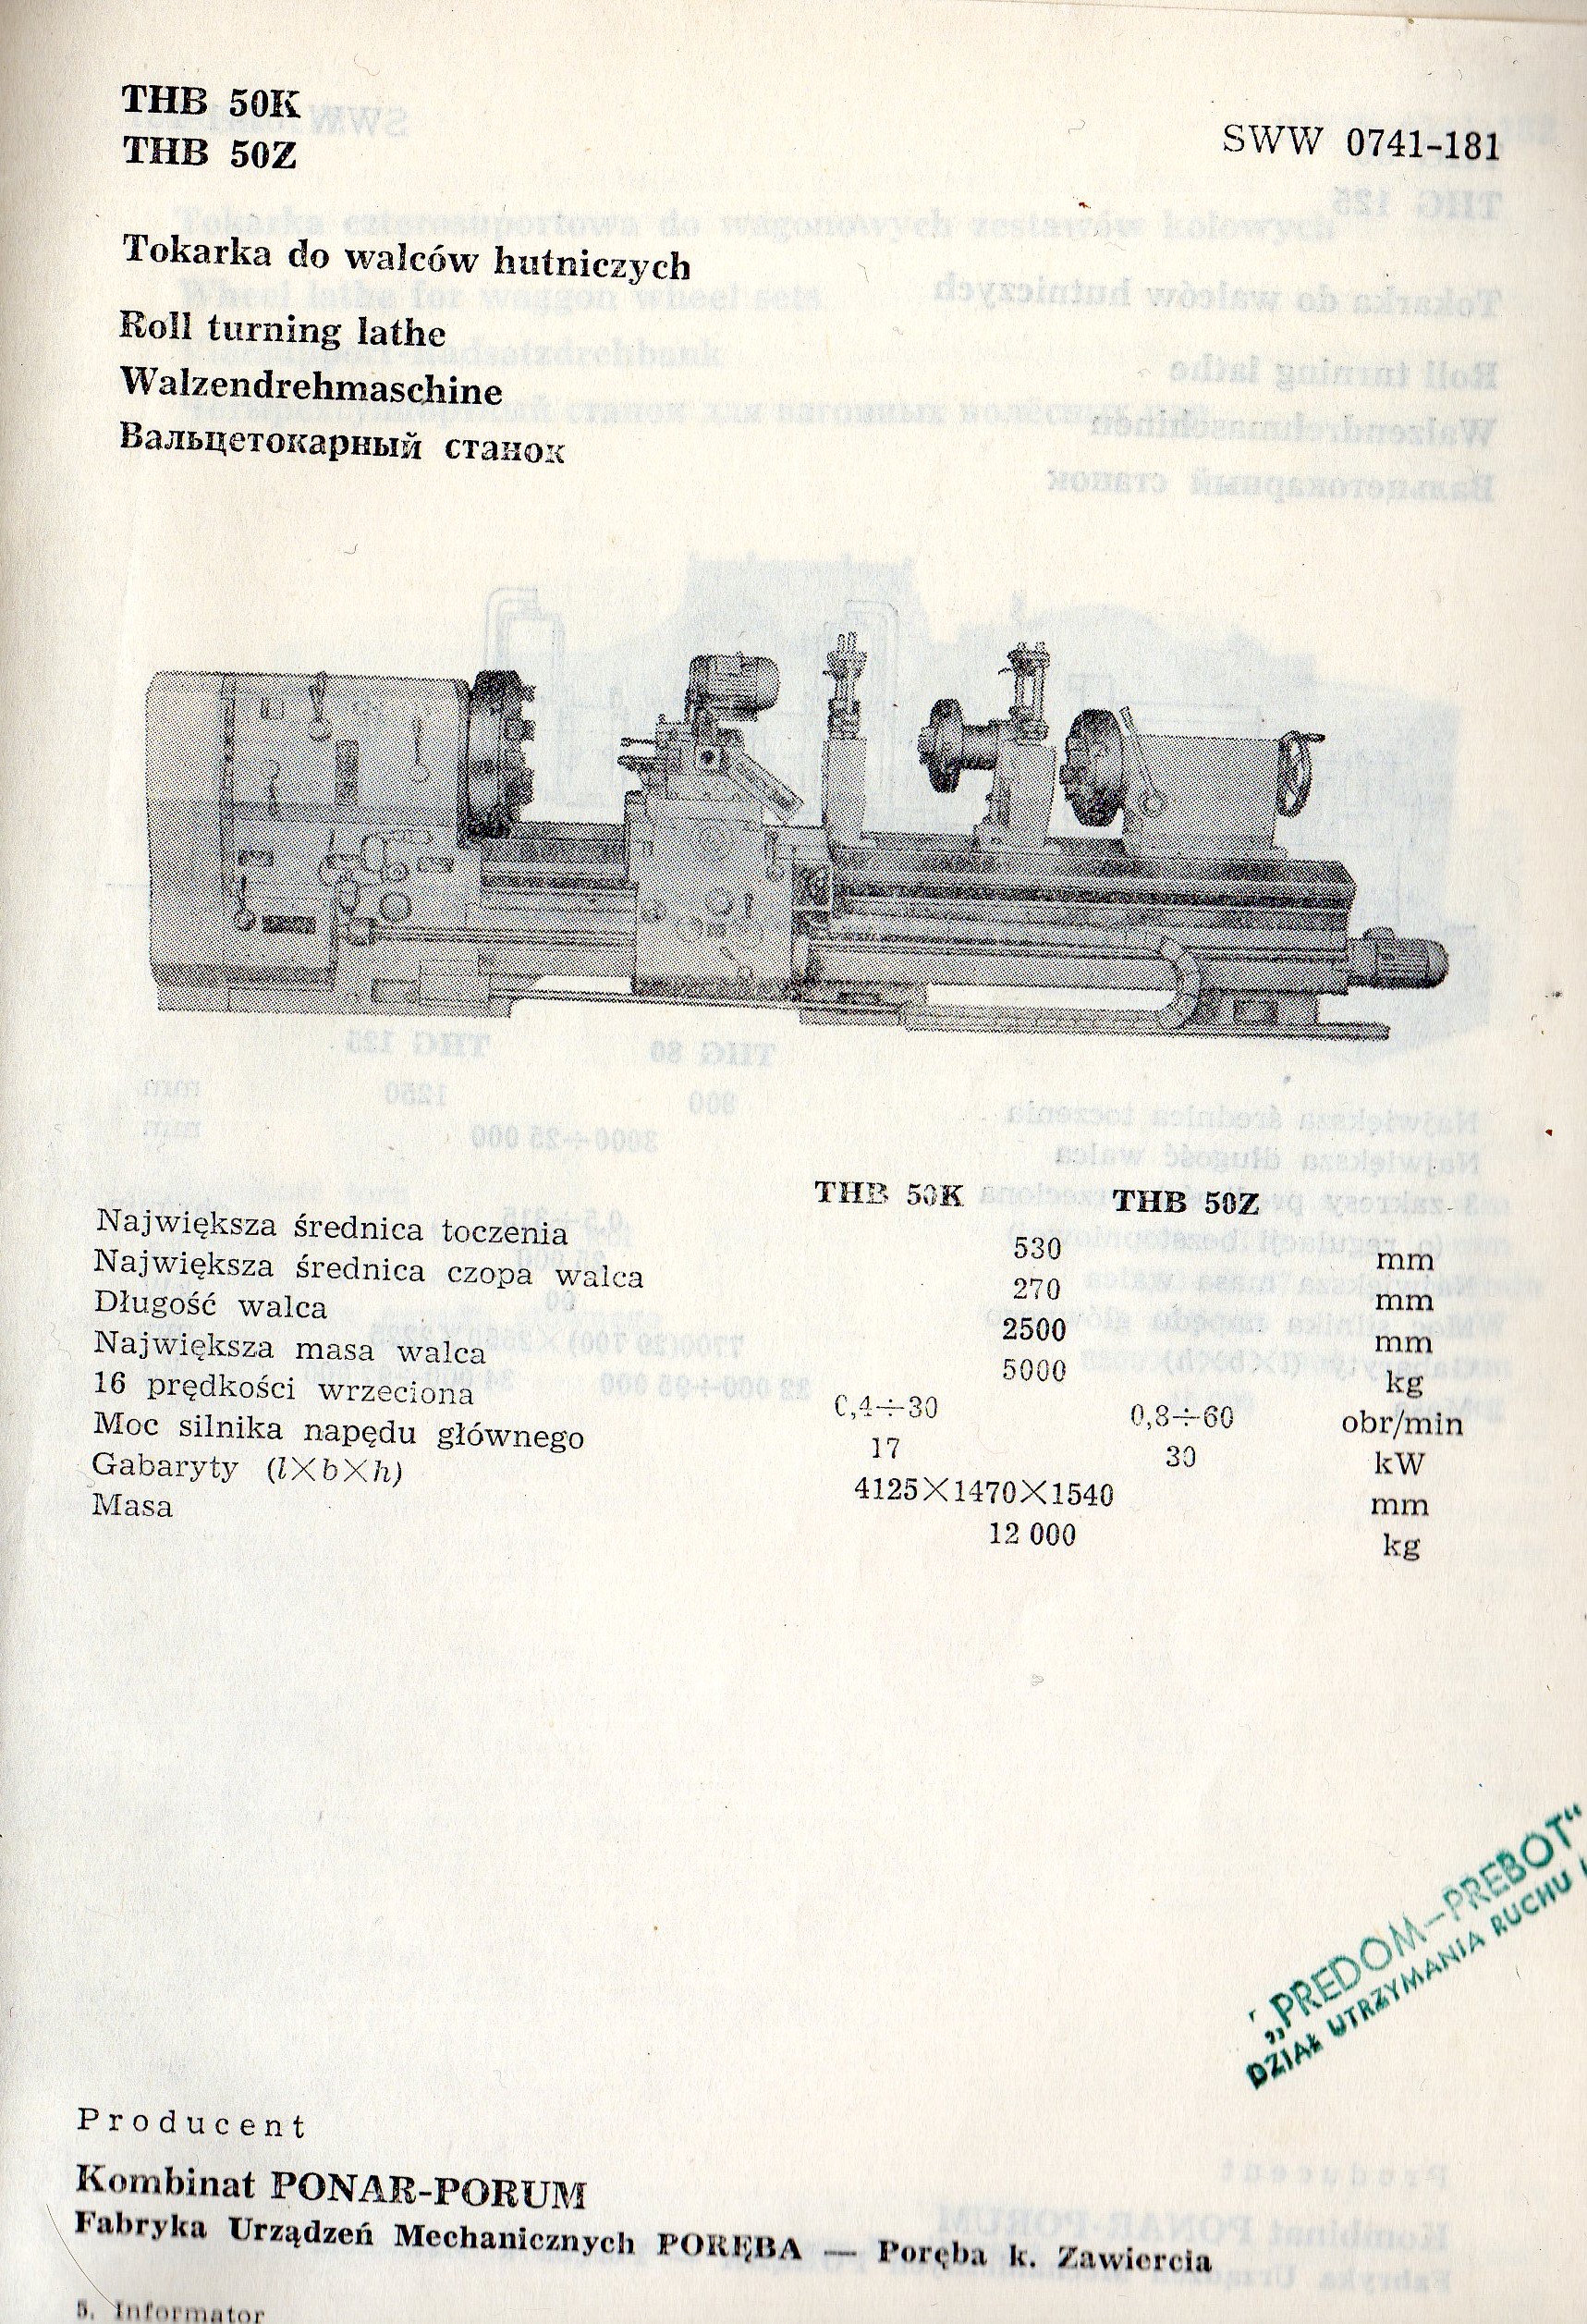 THB 50K
THB 50Z
SWW 0741-181
Tokarka do walców hutniczych
Roll turning lathe
Walzendrehmaschine
Вальцетокарный станок
THB 50K THB 50Z
Największa średnica toczenia 530 mm
Największa średnica czopa walca 270 mm
Długość walca 2500 mm
Największa masa walca 5000 kg
16 prędkości wrzeciona 0,4÷30 0,8÷60 obr/min
Moc silnika napędu głównego 17 30 kW
Gabaryty (l×b×h) 4125×1470×1540 mm
Masa 12 000 kg
„PREDOM—PREBOT"
DZIAŁ UTRZYMANIA RUCHU
Producent
Kombinat PONAR-PORUM
Fabryka Urządzeń Mechanicznych PORĘBA — Poręba k. Zawiercia
5. Informator